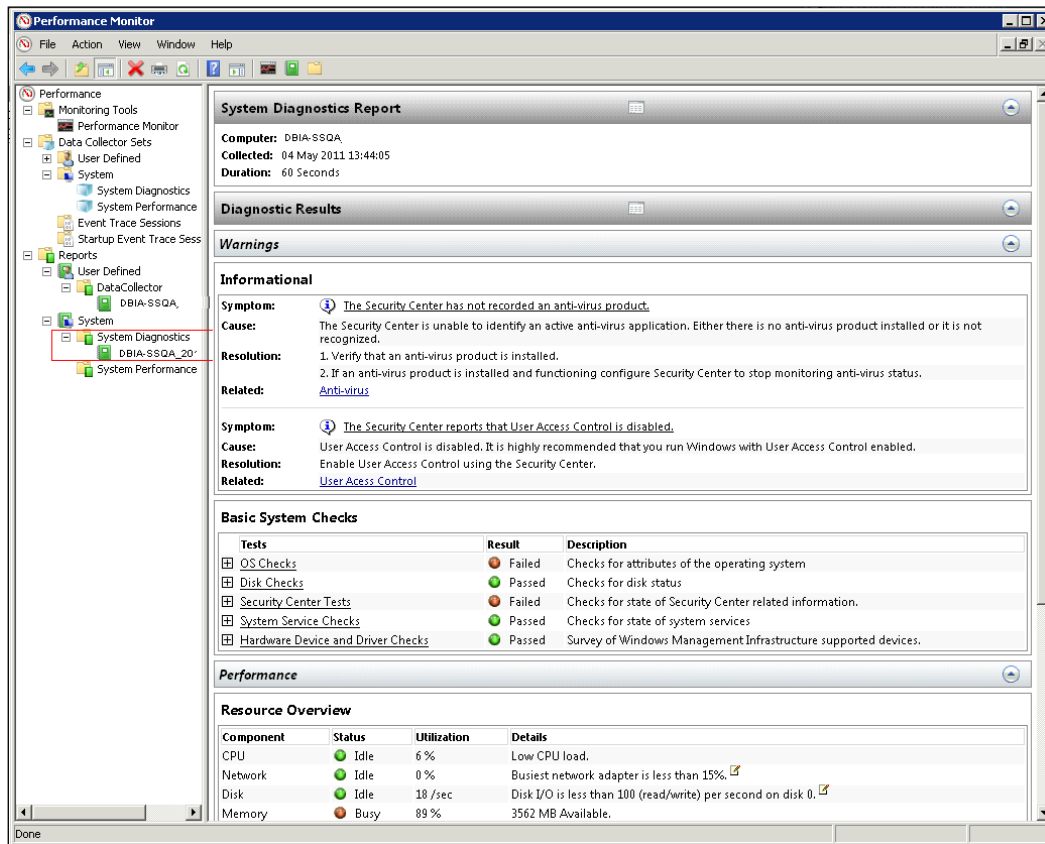 Performance Monitor
File Action View Window Help
Performance
Monitoring Tools
Performance Monitor
Data Collector Sets
User Defined
System
System Diagnostics
System Performance
Event Trace Sessions
Startup Event Trace Sess
Reports
User Defined
DataCollector
DBIA-SSQA,
System
System Diagnostics
DBIA-SSQA_201
System Performance
System Diagnostics Report
Computer: DBIA-SSQA,
Collected: 04 May 2011 13:44:05
Duration: 60 Seconds
Diagnostic Results
Warnings
Informational
Symptom: The Security Center has not recorded an anti-virus product.
Cause: The Security Center is unable to identify an active anti-virus application. Either there is no anti-virus product installed or it is not
recognized.
Resolution: 1. Verify that an anti-virus product is installed.
2. If an anti-virus product is installed and functioning configure Security Center to stop monitoring anti-virus status.
Related: Anti-virus
Symptom: The Security Center reports that User Access Control is disabled.
Cause: User Access Control is disabled. It is highly recommended that you run Windows with User Access Control enabled.
Resolution: Enable User Access Control using the Security Center.
Related: User Acess Control
Basic System Checks
Tests Result Description
OS Checks Failed Checks for attributes of the operating system
Disk Checks Passed Checks for disk status
Security Center Tests Failed Checks for state of Security Center related information.
System Service Checks Passed Checks for state of system services
Hardware Device and Driver Checks Passed Survey of Windows Management Infrastructure supported devices.
Performance
Resource Overview
Component Status Utilization Details
CPU Idle 6 % Low CPU load.
Network Idle 0 % Busiest network adapter is less than 15%.
Disk Idle 18 /sec Disk I/O is less than 100 (read/write) per second on disk 0.
Memory Busy 89 % 3562 MB Available.
Done